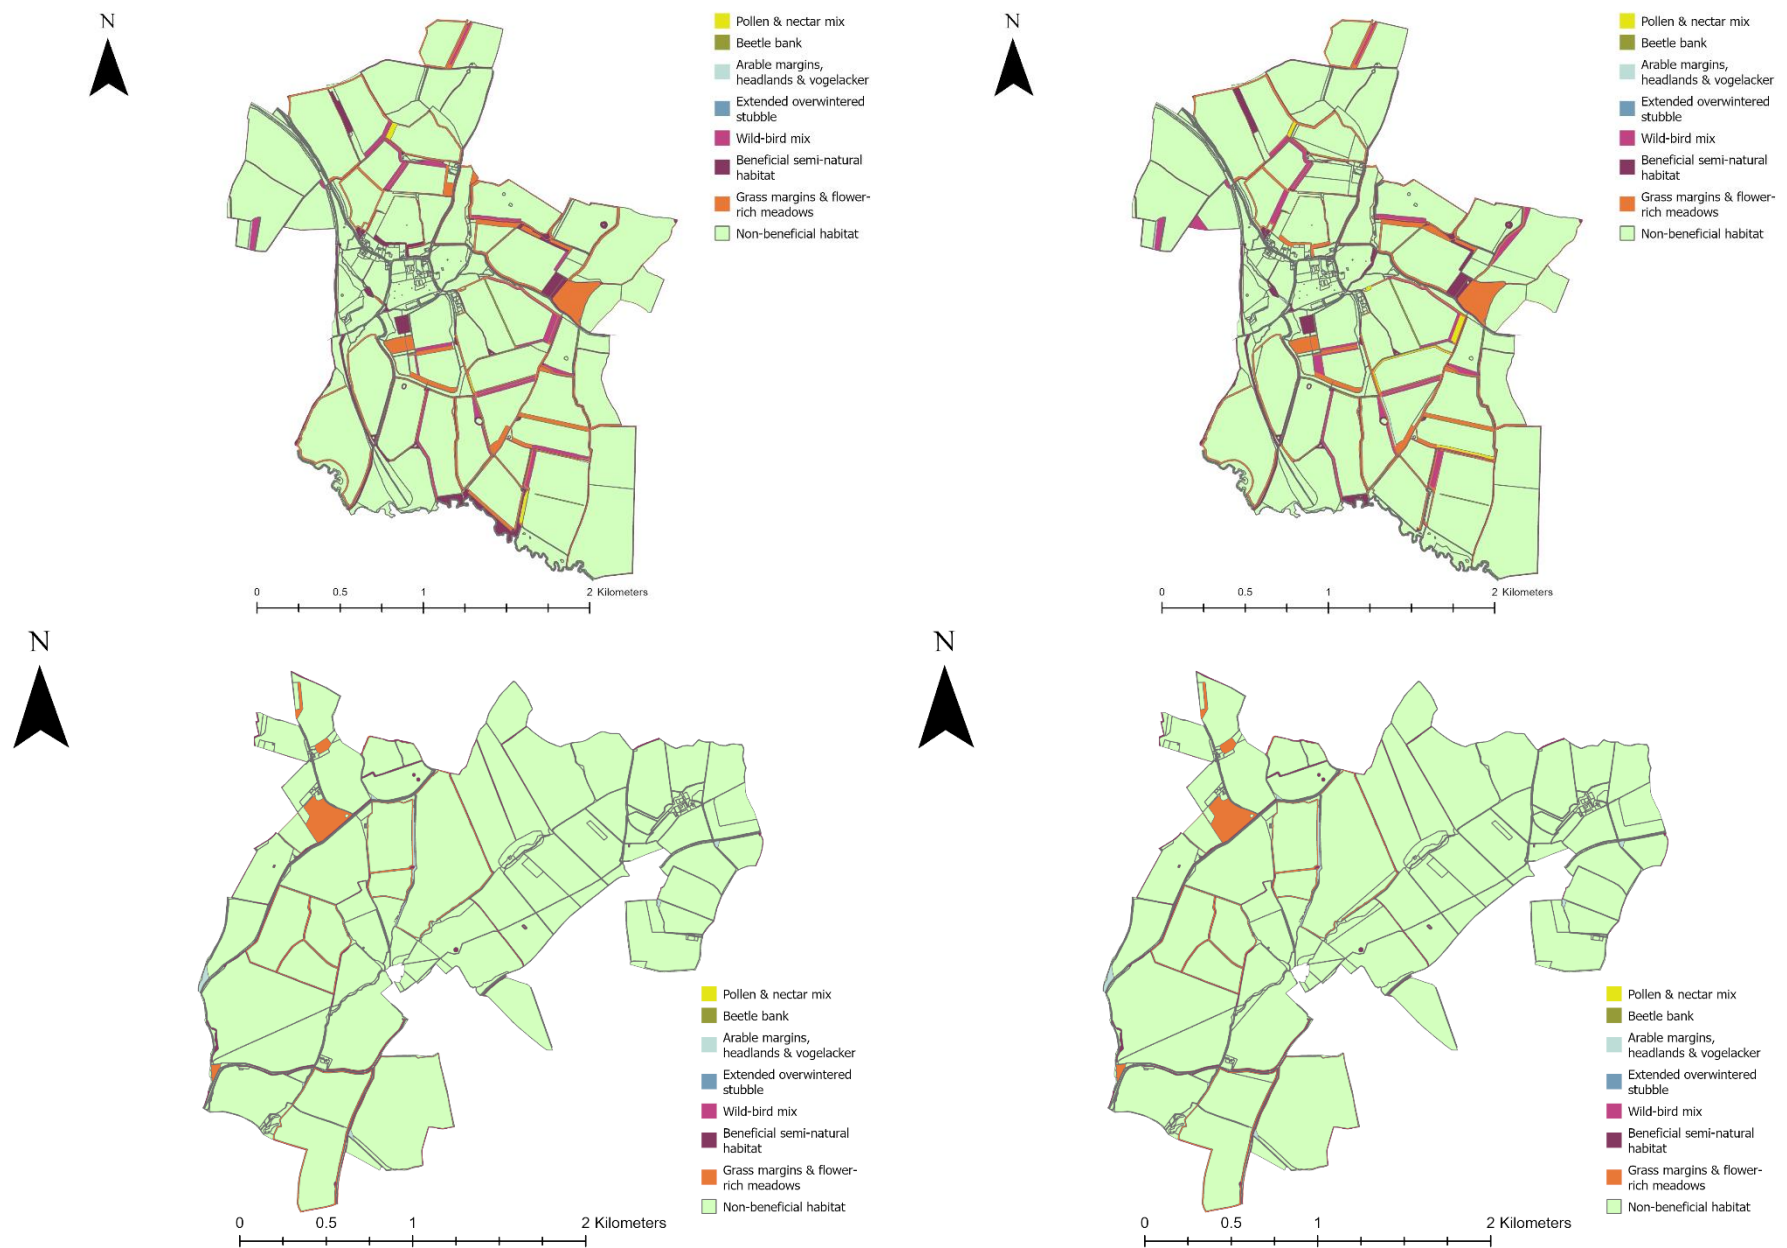 N
Pollen & nectar mix
Beetle bank
Arable margins,
headlands & vogelacker
Extended overwintered
stubble
Wild-bird mix
Beneficial semi-natural
habitat
Grass margins & flower-
rich meadows
Non-beneficial habitat
0 0.5 1 2 Kilometers
N
Pollen & nectar mix
Beetle bank
Arable margins,
headlands & vogelacker
Extended overwintered
stubble
Wild-bird mix
Beneficial semi-natural
habitat
Grass margins & flower-
rich meadows
Non-beneficial habitat
0 0.5 1 2 Kilometers
N
Pollen & nectar mix
Beetle bank
Arable margins,
headlands & vogelacker
Extended overwintered
stubble
Wild-bird mix
Beneficial semi-natural
habitat
Grass margins & flower-
rich meadows
Non-beneficial habitat
0 0.5 1 2 Kilometers
N
Pollen & nectar mix
Beetle bank
Arable margins,
headlands & vogelacker
Extended overwintered
stubble
Wild-bird mix
Beneficial semi-natural
habitat
Grass margins & flower-
rich meadows
Non-beneficial habitat
0 0.5 1 2 Kilometers